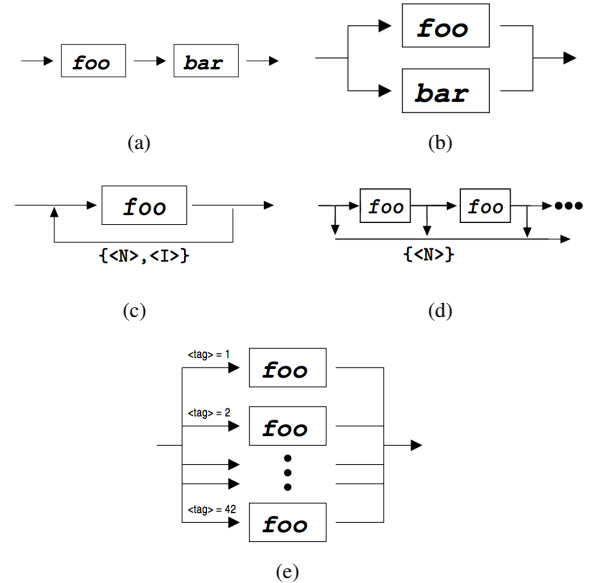 foo bar
foo
bar
(a) (b)
foo
{<N>,<I>}
foo foo
{<N>}
(c) (d)
<tag> = 1
foo
<tag> = 2
foo
<tag> = 42
foo
(e)